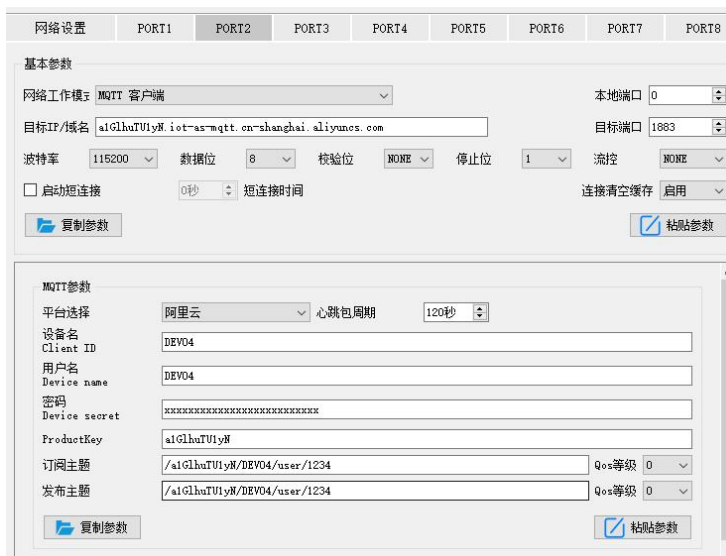 网络设置 PORT1 PORT2 PORT3 PORT4 PORT5 PORT6 PORT7 PORT8
基本参数
网络工作模式 MQTT 客户端 本地端口 0
目标IP/域名 a1GlhuTU1yN.iot-as-mqtt.cn-shanghai.aliyuncs.com 目标端口 1883
波特率 115200 数据位 8 校验位 NONE 停止位 1 流控 NONE
启动短连接 0秒 短连接时间 连接清空缓存 启用
复制参数 粘贴参数
MQTT参数
平台选择 阿里云 心跳包周期 120秒
设备名
Client ID DEV04
用户名
Device name DEV04
密码
Device secret xxxxxxxxxxxxxxxxxxxxxxxxxx
ProductKey a1GlhuTU1yN
订阅主题 /a1GlhuTU1yN/DEV04/user/1234 Qos等级 0
发布主题 /a1GlhuTU1yN/DEV04/user/1234 Qos等级 0
复制参数 粘贴参数